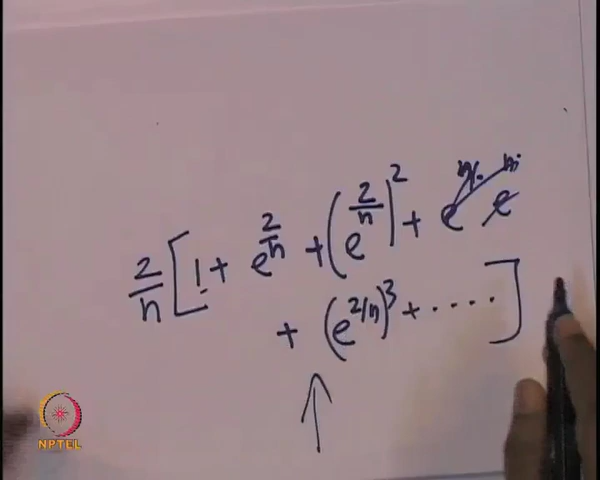 2/n [ 1 + e^{2/n} + (e^{2/n})^2 +
+ (e^{2/n})^3 + ..... ]
NPTEL